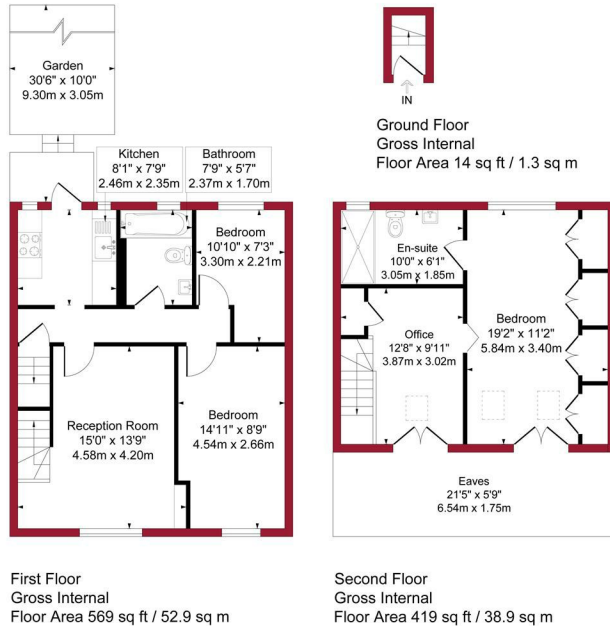 Garden
30'6" x 10'0"
9.30m x 3.05m
IN
Ground Floor
Gross Internal
Floor Area 14 sq ft / 1.3 sq m
Kitchen
8'1" x 7'9"
2.46m x 2.35m
Bathroom
7'9" x 5'7"
2.37m x 1.70m
Bedroom
10'10" x 7'3"
3.30m x 2.21m
Reception Room
15'0" x 13'9"
4.58m x 4.20m
Bedroom
14'11" x 8'9"
4.54m x 2.66m
En-suite
10'0" x 6'1"
3.05m x 1.85m
Office
12'8" x 9'11"
3.87m x 3.02m
Bedroom
19'2" x 11'2"
5.84m x 3.40m
Eaves
21'5" x 5'9"
6.54m x 1.75m
First Floor
Gross Internal
Floor Area 569 sq ft / 52.9 sq m
Second Floor
Gross Internal
Floor Area 419 sq ft / 38.9 sq m